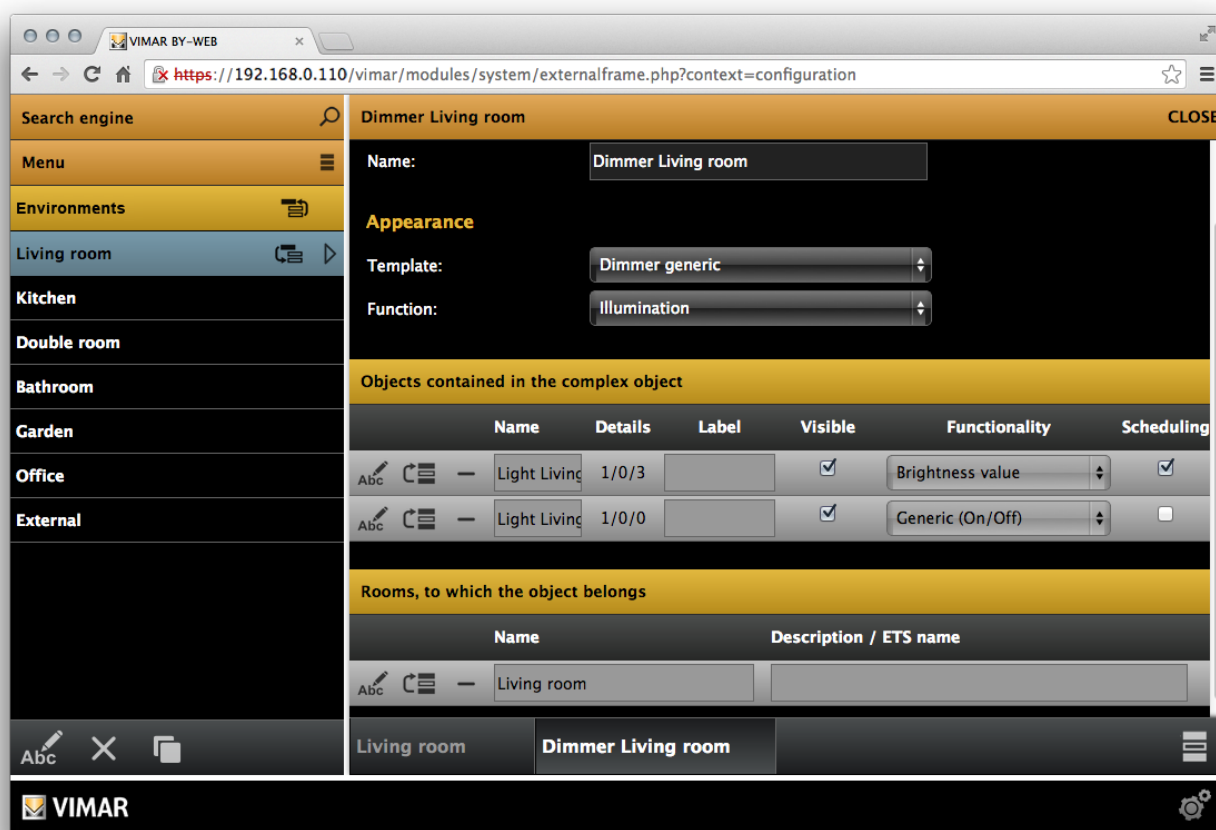 VIMAR BY-WEB
https://192.168.0.110/vimar/modules/system/externalframe.php?context=configuration
Search engine
Menu
Environments
Living room
Kitchen
Double room
Bathroom
Garden
Office
External
Abc
Dimmer Living room CLOSE
Name: Dimmer Living room
Appearance
Template: Dimmer generic
Function: Illumination
Objects contained in the complex object
Name Details Label Visible Functionality Scheduling
Abc Light Living 1/0/3 Brightness value
Abc Light Living 1/0/0 Generic (On/Off)
Rooms, to which the object belongs
Name Description / ETS name
Abc Living room
Living room Dimmer Living room
VIMAR